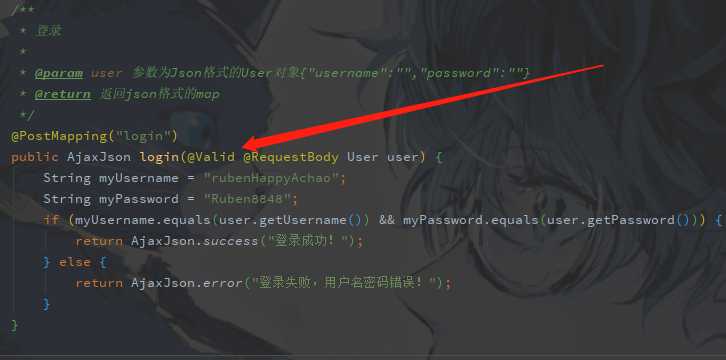 /**
* 登录
*
* @param user 参数为Json格式的User对象{"username":"","password":""}
* @return 返回json格式的map
*/
@PostMapping("login")
public AjaxJson login(@Valid @RequestBody User user) {
String myUsername = "rubenHappyAchao";
String myPassword = "Ruben8848";
if (myUsername.equals(user.getUsername()) && myPassword.equals(user.getPassword())) {
return AjaxJson.success("登录成功！");
} else {
return AjaxJson.error("登录失败，用户名密码错误！");
}
}